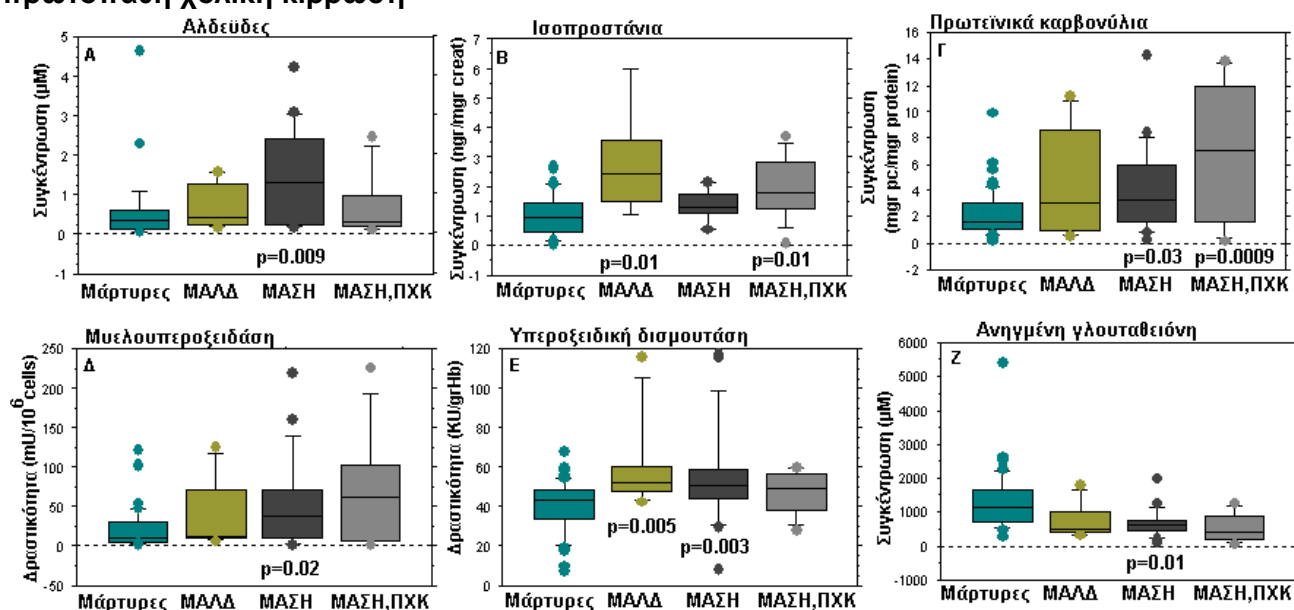 πρωτοπαθή χολική κίρρωση
Αλδεϋδες
Α
Συγκέντρωση (μΜ)
5
4
3
2
1
0
-1
p=0.009
Μάρτυρες ΜΑΛΔ ΜΑΣΗ ΜΑΣΗ,ΠΧΚ
Ισοπροστάνια
Β
Συγκέντρωση (ngr/mgr creat)
7
6
5
4
3
2
1
0
-1
p=0.01 p=0.01
Μάρτυρες ΜΑΛΔ ΜΑΣΗ ΜΑΣΗ,ΠΧΚ
Πρωτεϊνικά καρβονύλια
Γ
Συγκέντρωση
(mgr pc/mgr protein)
16
14
12
10
8
6
4
2
0
-2
p=0.03 p=0.0009
Μάρτυρες ΜΑΛΔ ΜΑΣΗ ΜΑΣΗ,ΠΧΚ
Μυελουπεροξειδάση
Δ
Δραστικότητα (mU/10⁶cells)
250
200
150
100
50
0
-50
p=0.02
Μάρτυρες ΜΑΛΔ ΜΑΣΗ ΜΑΣΗ,ΠΧΚ
Υπεροξειδική δισμουτάση
Ε
Δραστικότητα (KU/grHb)
120
100
80
60
40
20
0
p=0.005
p=0.003
Μάρτυρες ΜΑΛΔ ΜΑΣΗ ΜΑΣΗ,ΠΧΚ
Ανηγμένη γλουταθειόνη
Ζ
Συγκέντρωση (μΜ)
6000
5000
4000
3000
2000
1000
0
-1000
p=0.01
Μάρτυρες ΜΑΛΔ ΜΑΣΗ ΜΑΣΗ,ΠΧΚ